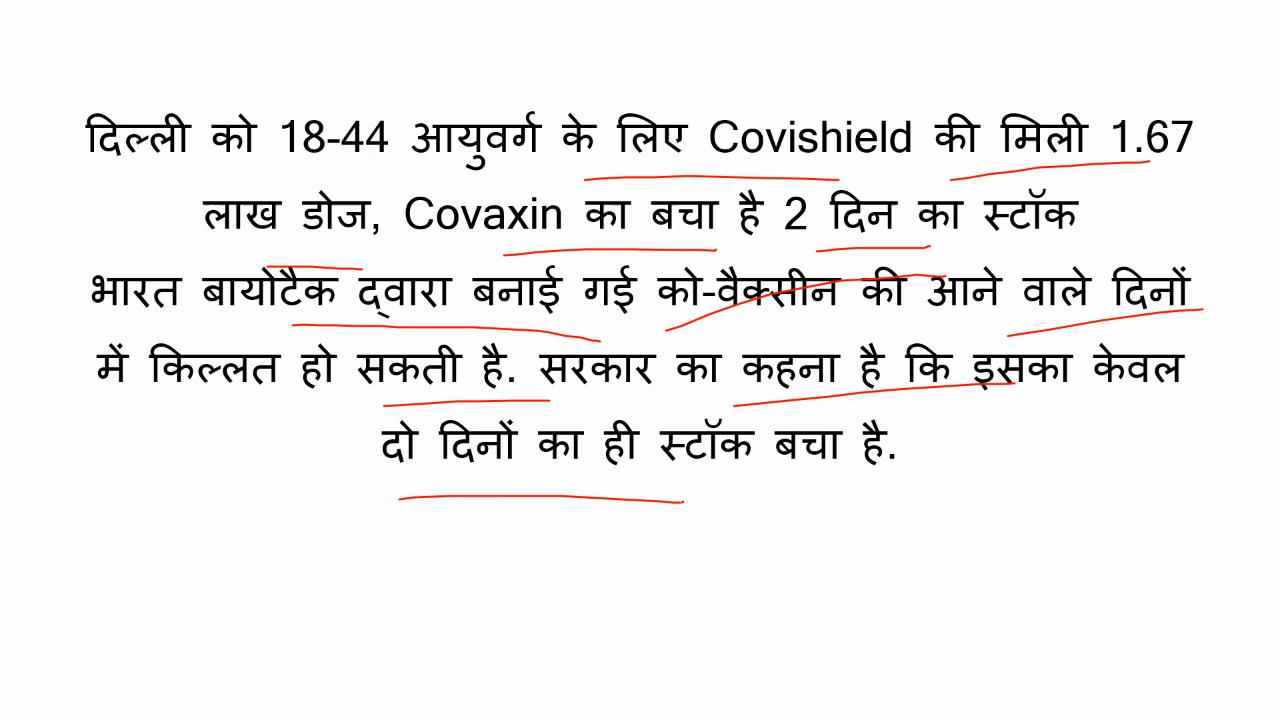 दिल्ली को 18-44 आयुवर्ग के लिए Covishield की मिली 1.67
लाख डोज, Covaxin का बचा है 2 दिन का स्टॉक
भारत बायोटैक द्वारा बनाई गई को-वैक्सीन की आने वाले दिनों
में किल्लत हो सकती है. सरकार का कहना है कि इसका केवल
दो दिनों का ही स्टॉक बचा है.